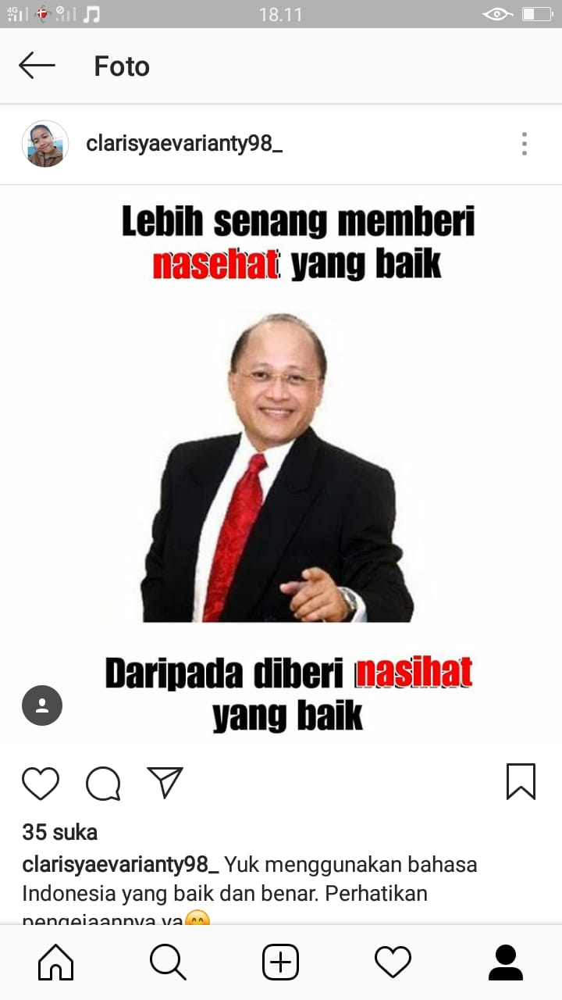 4G
18.11
Foto
clarisyaevarianty98_
Lebih senang memberi
nasehat yang baik
Daripada diberi nasihat
yang baik
35 suka
clarisyaevarianty98_ Yuk menggunakan bahasa
Indonesia yang baik dan benar. Perhatikan
pengejaannya ya😊